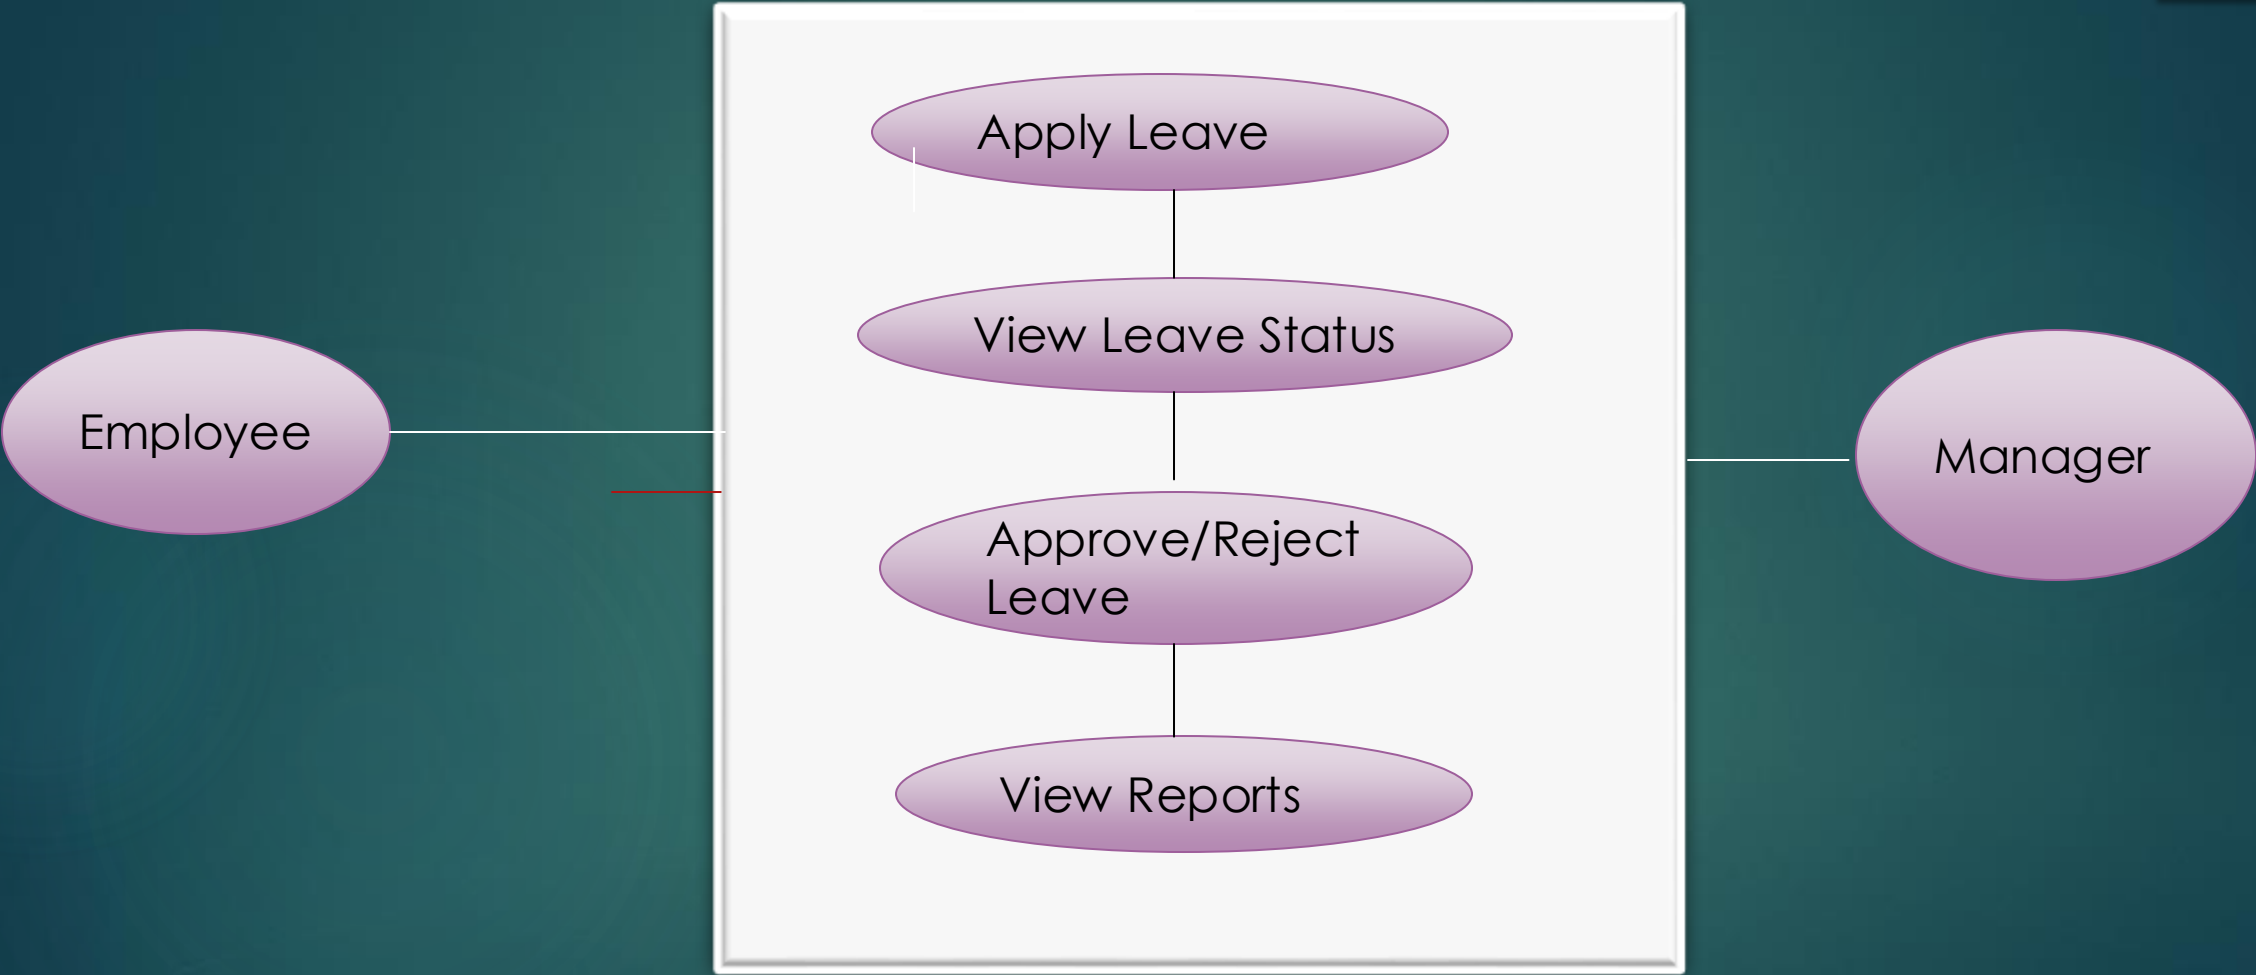 Apply Leave
View Leave Status
Employee
Manager
Approve/Reject
Leave
View Reports